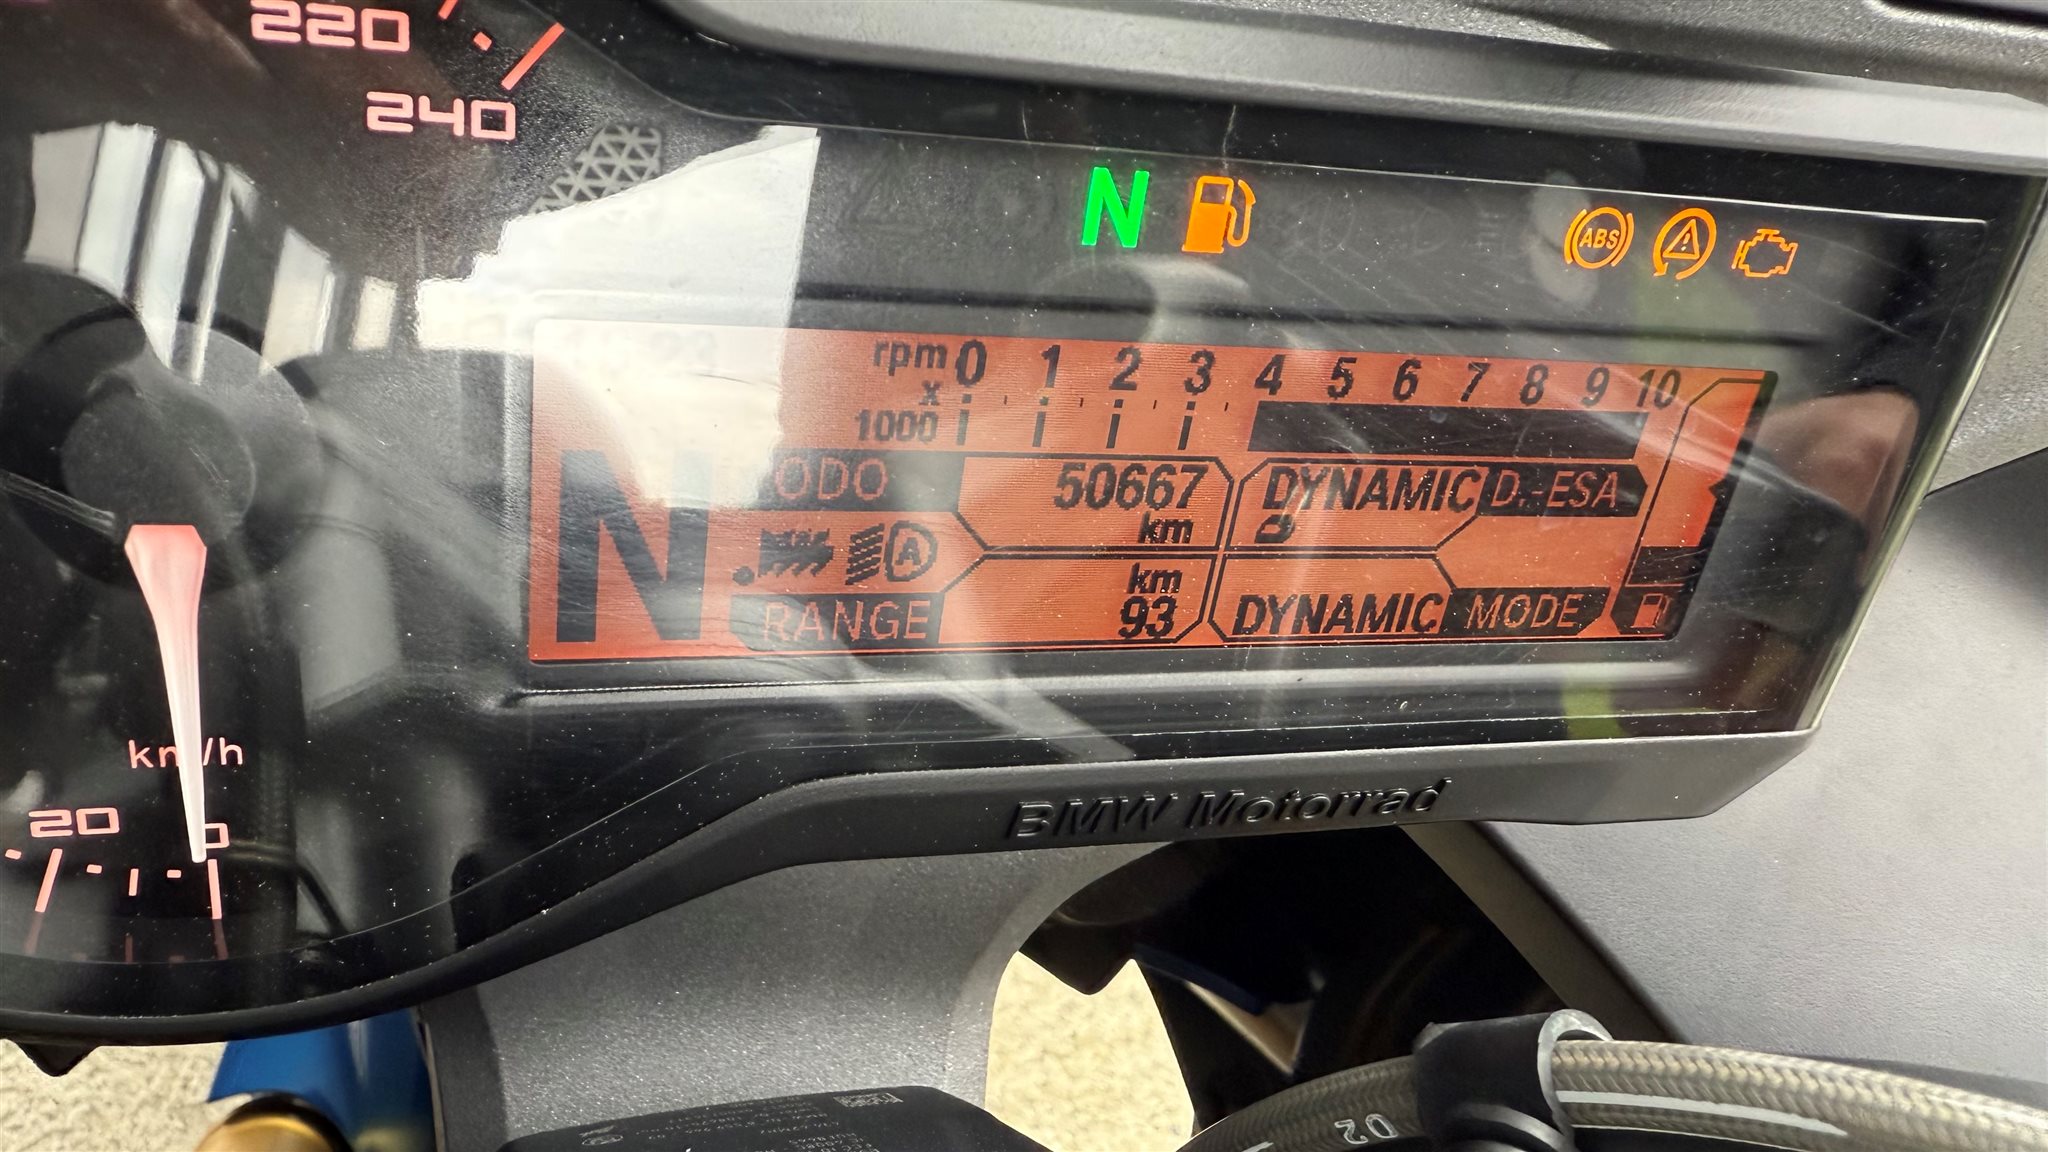 220
240
N
ABS
rpm 0 1 2 3 4 5 6 7 8 9 10
x
1000
ODO 50667
km
DYNAMIC D.-ESA
N
A
km
RANGE 93
DYNAMIC MODE
km/h
20 0
BMW Motorrad
02